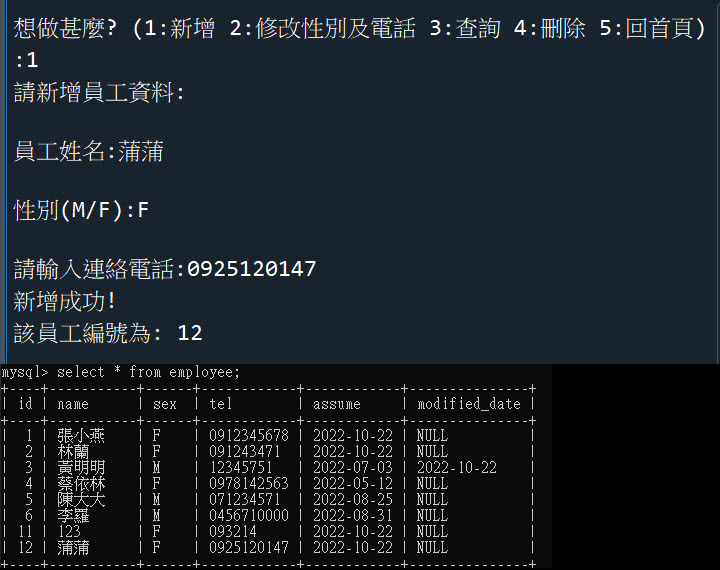 想做甚麼? (1:新增 2:修改性別及電話 3:查詢 4:刪除 5:回首頁)
:1
請新增員工資料:
員工姓名:蒲蒲
性別(M/F):F
請輸入連絡電話:0925120147
新增成功!
該員工編號為: 12
mysql> select * from employee;
+----+-----------+-----+------------+------------+---------------+
| id | name | sex | tel | assume | modified_date |
+----+-----------+-----+------------+------------+---------------+
| 1 | 張小燕 | F | 0912345678 | 2022-10-22 | NULL |
| 2 | 林蘭 | F | 091243471 | 2022-10-22 | NULL |
| 3 | 黃明明 | M | 12345751 | 2022-07-03 | 2022-10-22 |
| 4 | 蔡依林 | F | 0978142563 | 2022-05-12 | NULL |
| 5 | 陳大大 | M | 071234571 | 2022-08-25 | NULL |
| 6 | 李羅 | M | 0456710000 | 2022-08-31 | NULL |
| 11 | 123 | F | 093214 | 2022-10-22 | NULL |
| 12 | 蒲蒲 | F | 0925120147 | 2022-10-22 | NULL |
+----+-----------+-----+------------+------------+---------------+